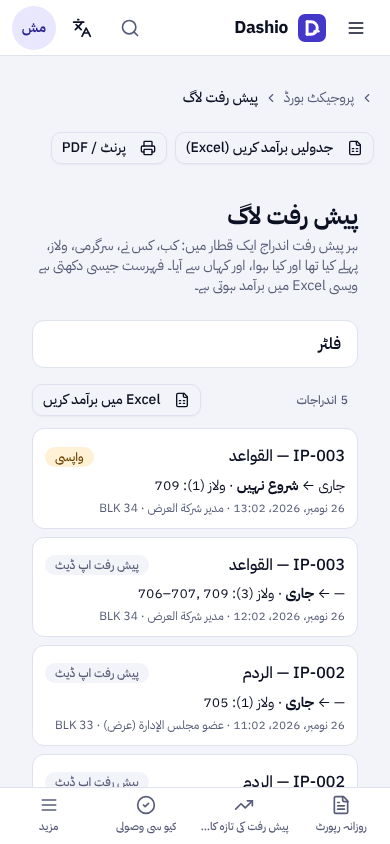 Dashio
مش
پروجیکٹ بورڈ
پیش رفت لاگ
جدولیں برآمد کریں (Excel)
پرنٹ / PDF
پیش رفت لاگ
ہر پیش رفت اندراج ایک قطار میں: کب، کس نے، سرگرمی، ولاز،
پہلے کیا تھا اور کیا ہوا، اور کہاں سے آیا۔ فہرست جیسی دکھتی ہے
ویسی Excel میں برآمد ہوتی ہے۔
فلٹر
5 اندراجات
Excel میں برآمد کریں
IP-003 — القواعد
واپسی
جاری ← شروع نہیں · ولاز (1): 709
26 نومبر، 2026، 13:02 · مدير شركة العرض · BLK 34
IP-003 — القواعد
پیش رفت اپ ڈیٹ
— ← جاری · ولاز (3): 706–707, 709
26 نومبر، 2026، 12:02 · مدير شركة العرض · BLK 34
IP-002 — الردم
پیش رفت اپ ڈیٹ
— ← جاری · ولاز (1): 705
26 نومبر، 2026، 11:02 · عضو مجلس الإدارة (عرض) · BLK 33
IP-002 — الردم
پیش رفت اپ ڈیٹ
روزانہ رپورٹ
پیش رفت کی تازہ کا...
کیو سی وصولی
مزید